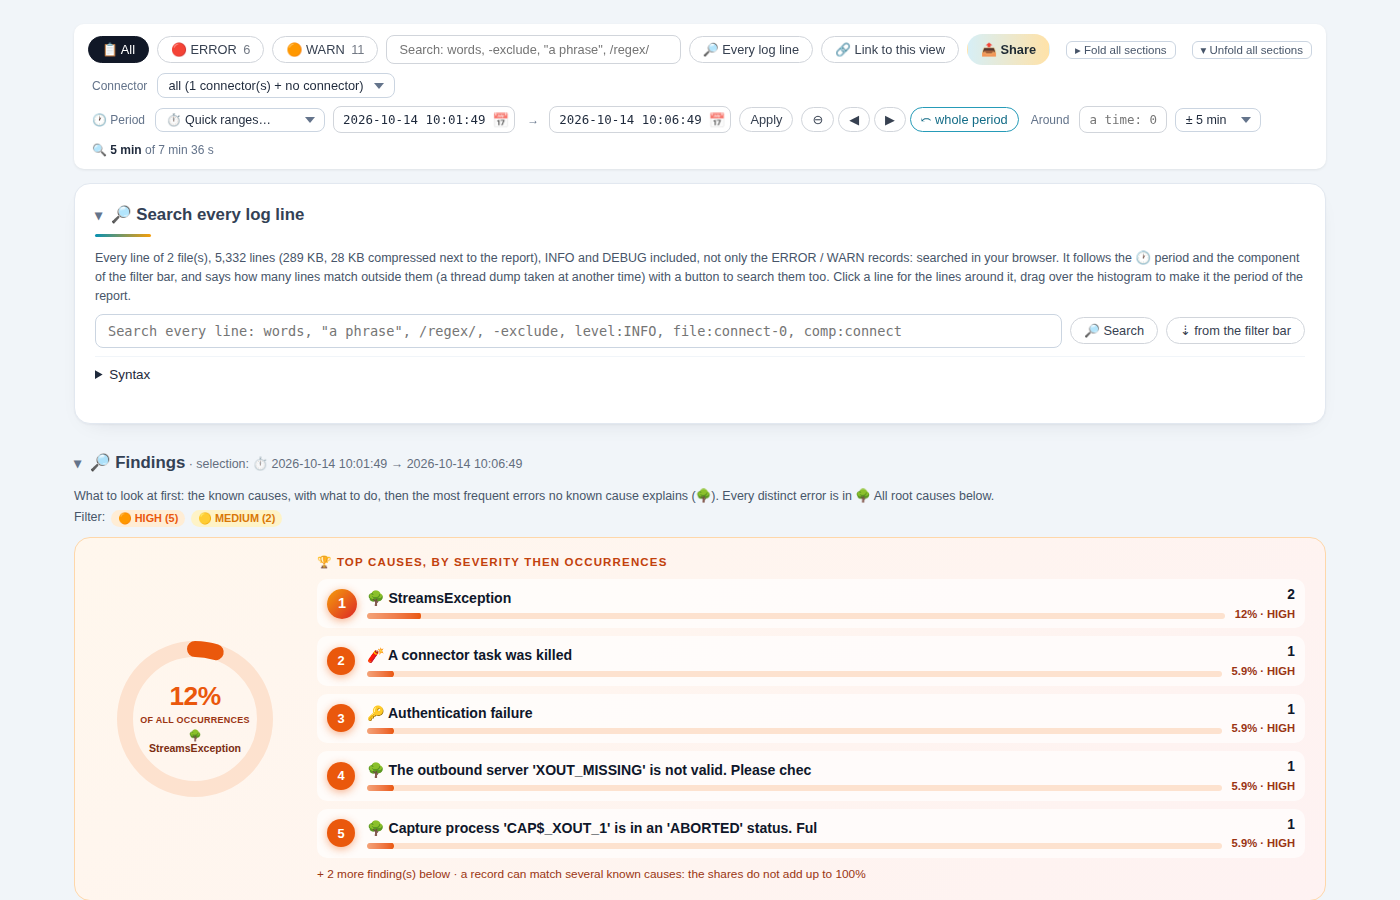 📋 All 🔴 ERROR 6 🟠 WARN 11 Search: words, -exclude, "a phrase", /regex/ 🔎 Every log line 🔗 Link to this view 📤 Share ▸ Fold all sections ▾ Unfold all sections
Connector all (1 connector(s) + no connector)
🕐 Period ⏱️ Quick ranges… 2026-10-14 10:01:49 📅 → 2026-10-14 10:06:49 📅 Apply ⊖ ◀ ▶ ⤺ whole period Around a time: 0 ± 5 min
🔍 5 min of 7 min 36 s
▾ 🔎 Search every log line
Every line of 2 file(s), 5,332 lines (289 KB, 28 KB compressed next to the report), INFO and DEBUG included, not only the ERROR / WARN records: searched in your browser. It follows the 🕐 period and the component
of the filter bar, and says how many lines match outside them (a thread dump taken at another time) with a button to search them too. Click a line for the lines around it, drag over the histogram to make it the period of the
report.
Search every line: words, "a phrase", /regex/, -exclude, level:INFO, file:connect-0, comp:connect 🔎 Search ⇣ from the filter bar
▶ Syntax
▾ 🔎 Findings · selection: ⏱️ 2026-10-14 10:01:49 → 2026-10-14 10:06:49
What to look at first: the known causes, with what to do, then the most frequent errors no known cause explains (🌳). Every distinct error is in 🌳 All root causes below.
Filter: 🟠 HIGH (5) 🟡 MEDIUM (2)
🏆 TOP CAUSES, BY SEVERITY THEN OCCURRENCES
12%
OF ALL OCCURRENCES
🌳
StreamsException
1 🌳 StreamsException 2
12% · HIGH
2 🧨 A connector task was killed 1
5.9% · HIGH
3 🔑 Authentication failure 1
5.9% · HIGH
4 🌳 The outbound server 'XOUT_MISSING' is not valid. Please chec 1
5.9% · HIGH
5 🌳 Capture process 'CAP$_XOUT_1' is in an 'ABORTED' status. Ful 1
5.9% · HIGH
+ 2 more finding(s) below · a record can match several known causes: the shares do not add up to 100%